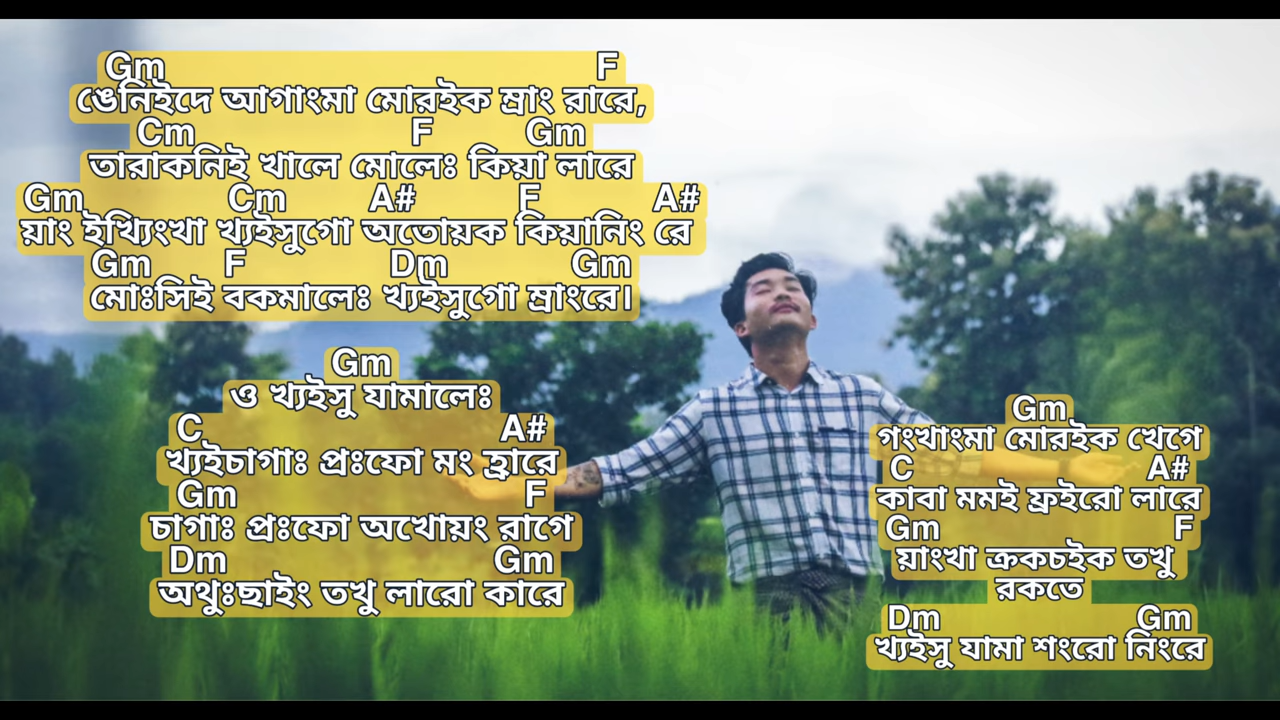 Gm F
ঙেনিইদে আগাংমা মোরইক ম্রাং রারে,
Cm F Gm
তারাকনিই খালে মোলেঃ কিয়া লারে
Gm Cm A# F A#
য়াং ইখ্যিংখা খ্যইসুগো অতোয়ক কিয়ানিং রে
Gm F Dm Gm
মোঃসিই বকমালেঃ খ্যইসুগো ম্রাংরে।
Gm
ও খ্যইসু যামালেঃ
C A#
খ্যইচাগাঃ প্রঃফো মং হ্রারে
Gm F
চাগাঃ প্রঃফো অখোয়ং রাগে
Dm Gm
অথুঃছাইং তখু লারো কারে
Gm
গংখাংমা মোরইক খেগে
C A#
কাবা মমই ফ্রইরো লারে
Gm F
য়াংখা ক্রকচইক তখু
রকতে
Dm Gm
খ্যইসু যামা শংরো নিংরে